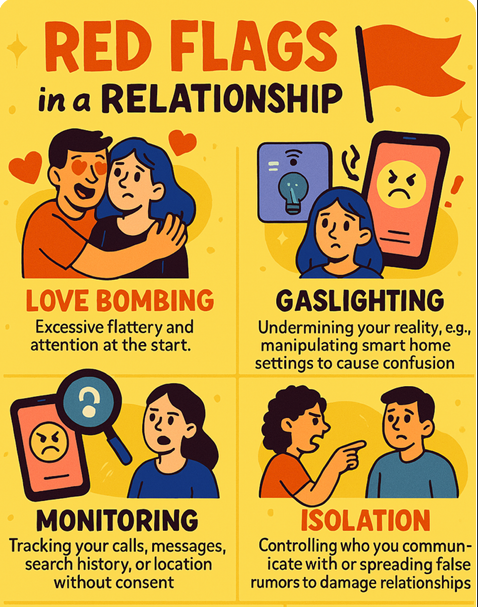 RED FLAGS
in a RELATIONSHIP
LOVE BOMBING
Excessive flattery and
attention at the start.
GASLIGHTING
Undermining your reality, e.g.,
manipulating smart home
settings to cause confusion
MONITORING
Tracking your calls, messages,
search history, or location
without consent
ISOLATION
Controlling who you commun-
icate with or spreading false
rumors to damage relationships